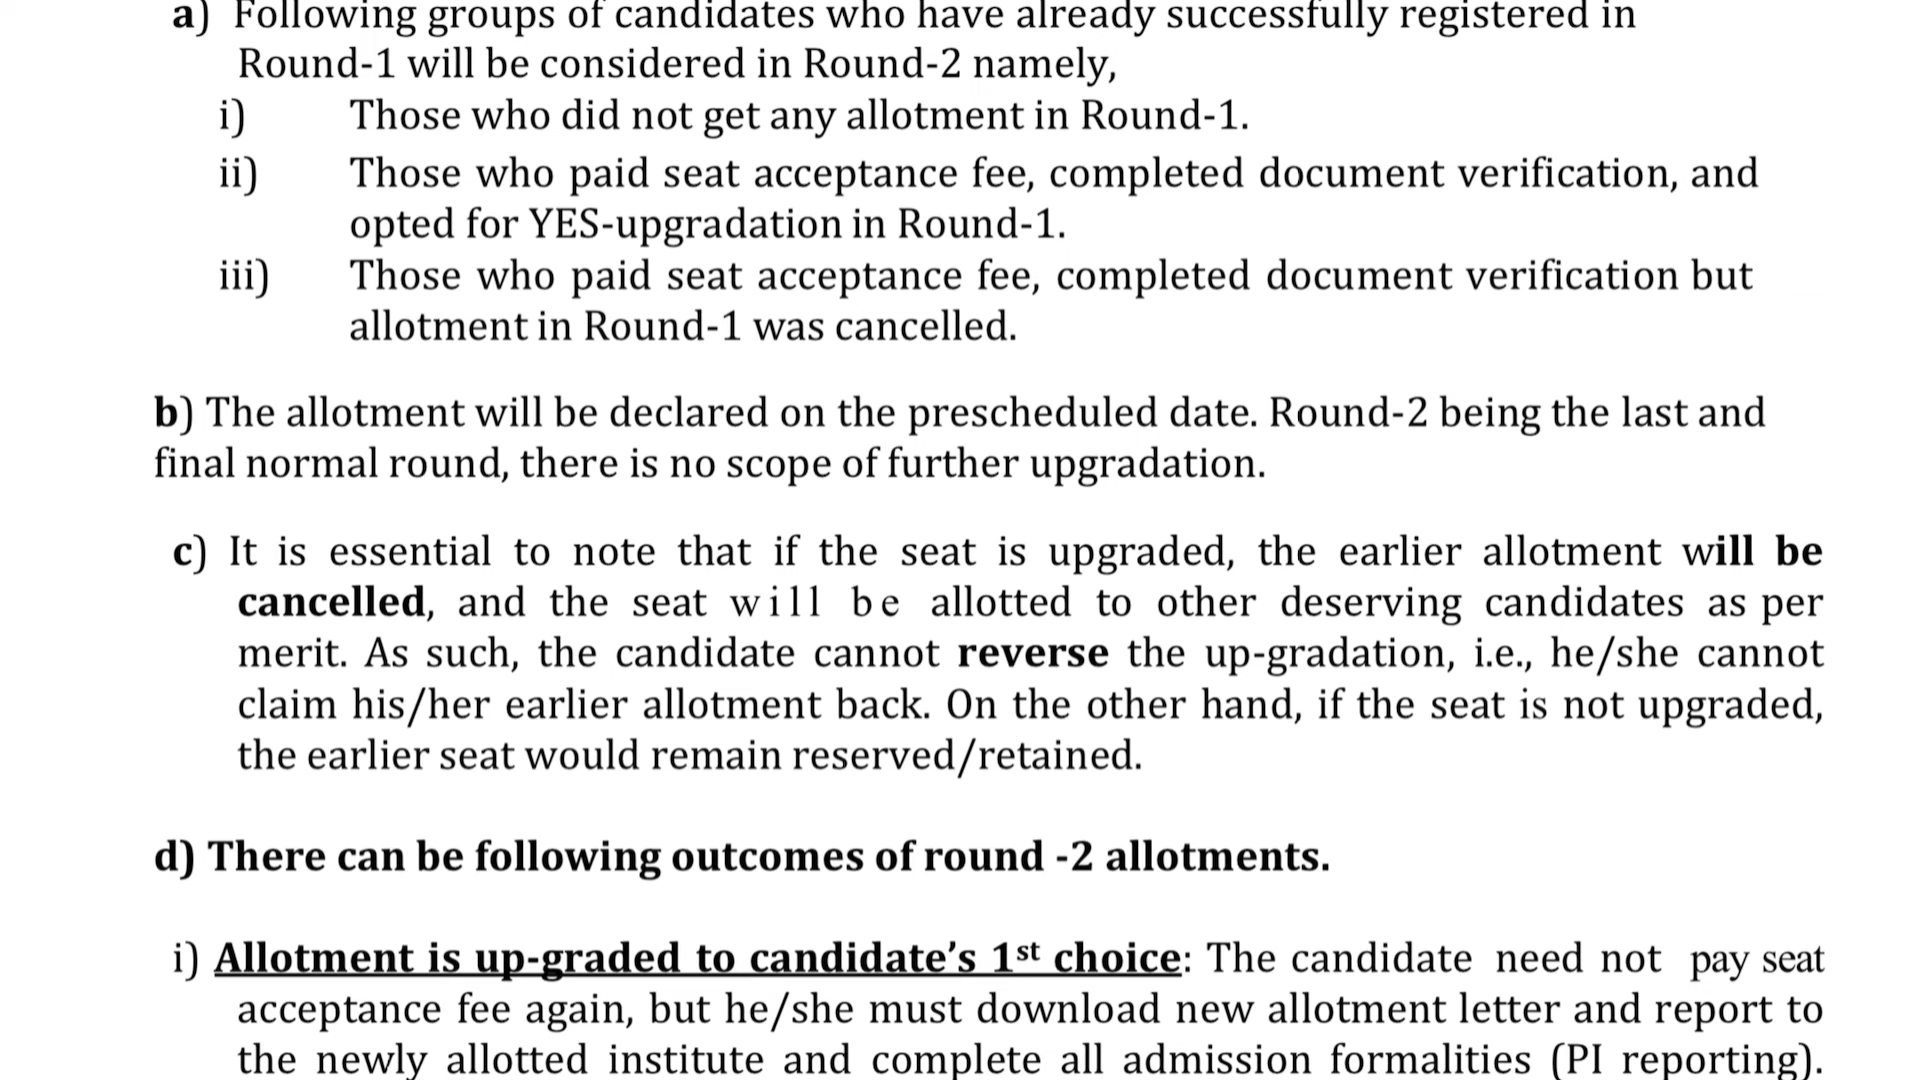 a) Following groups of candidates who have already successfully registered in
Round-1 will be considered in Round-2 namely,
i) Those who did not get any allotment in Round-1.
ii) Those who paid seat acceptance fee, completed document verification, and
opted for YES-upgradation in Round-1.
iii) Those who paid seat acceptance fee, completed document verification but
allotment in Round-1 was cancelled.
b) The allotment will be declared on the prescheduled date. Round-2 being the last and
final normal round, there is no scope of further upgradation.
c) It is essential to note that if the seat is upgraded, the earlier allotment will be
cancelled, and the seat will be allotted to other deserving candidates as per
merit. As such, the candidate cannot reverse the up-gradation, i.e., he/she cannot
claim his/her earlier allotment back. On the other hand, if the seat is not upgraded,
the earlier seat would remain reserved/retained.
d) There can be following outcomes of round -2 allotments.
i) Allotment is up-graded to candidate’s 1st choice: The candidate need not pay seat
acceptance fee again, but he/she must download new allotment letter and report to
the newly allotted institute and complete all admission formalities (PI reporting).